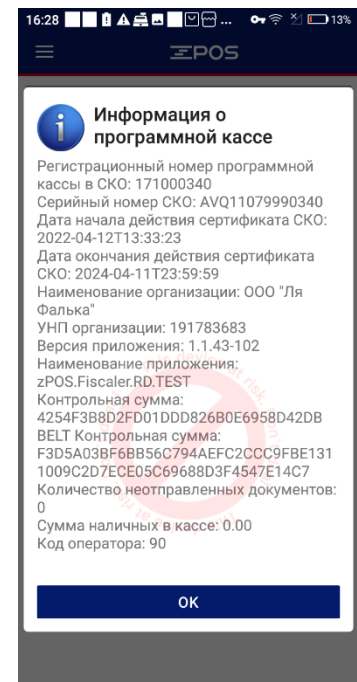 16:28 ... 13%
ΞPOS
Информация о
программной кассе
Регистрационный номер программной
кассы в СКО: 171000340
Серийный номер СКО: AVQ11079990340
Дата начала действия сертификата СКО:
2022-04-12T13:33:23
Дата окончания действия сертификата
СКО: 2024-04-11T23:59:59
Наименование организации: ООО "Ля
Фалька"
УНП организации: 191783683
Версия приложения: 1.1.43-102
Наименование приложения:
zPOS.Fiscaler.RD.TEST
Контрольная сумма:
4254F3B8D2FD01DDD826B0E6958D42DB
BELT Контрольная сумма:
F3D5A03BF6BB56C794AEFC2CCC9FBE131
1009C2D7ECE05C69688D3F4547E14C7
Количество неотправленных документов:
0
Сумма наличных в кассе: 0.00
Код оператора: 90
OK